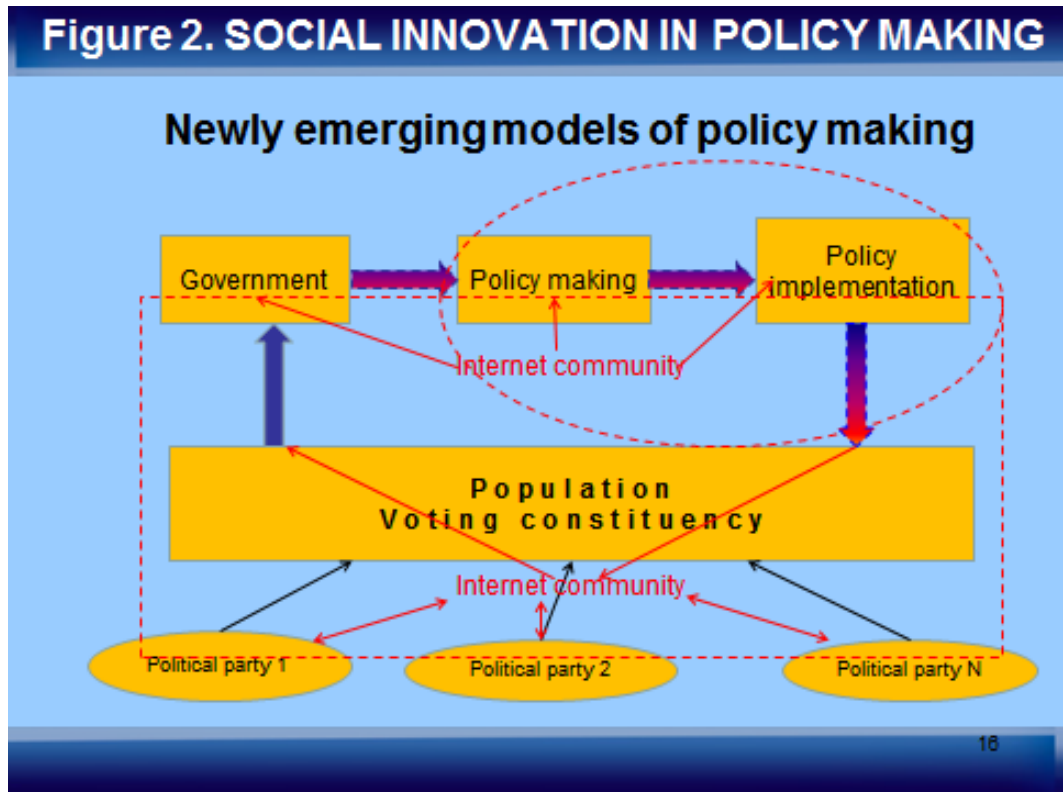 Figure 2. SOCIAL INNOVATION IN POLICY MAKING
Newly emerging models of policy making
Government
Policy making
Policy
implementation
Internet community
Population
Voting constituency
Internet community
Political party 1
Political party 2
Political party N
16